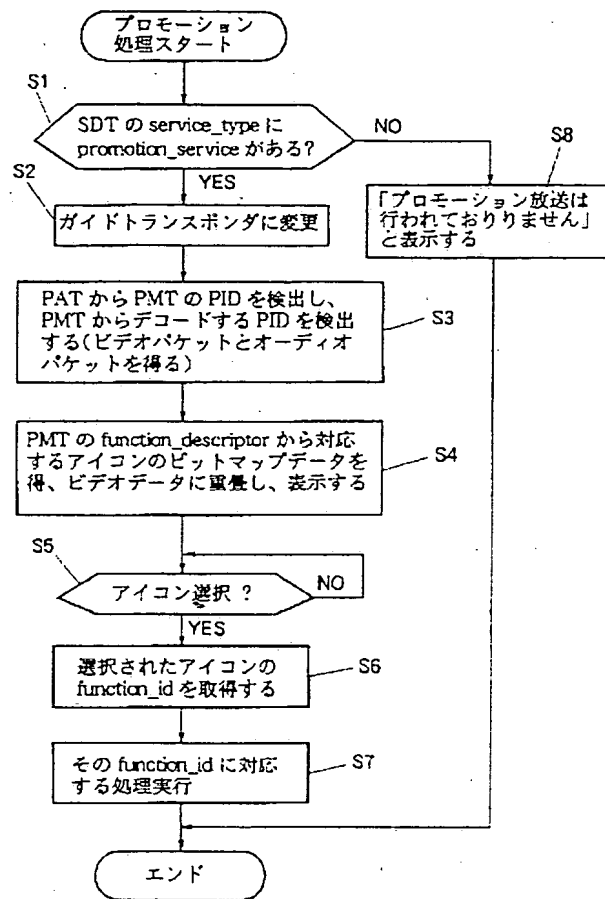 プロモーション
処理スタート
S1
SDT の service_type に
promotion_service がある?
NO
YES
S8
「プロモーション放送は
行われておりりません」
と表示する
S2
ガイドトランスポンダに変更
PAT から PMT の PID を検出し、
PMT からデコードする PID を検出
する(ビデオパケットとオーディオ
パケットを得る)
S3
PMT の function_descriptor から対応
するアイコンのビットマップデータを
得、ビデオデータに重畳し、表示する
S4
S5
アイコン選択 ?
NO
YES
選択されたアイコンの
function_id を取得する
S6
その function_id に対応
する処理実行
S7
エンド